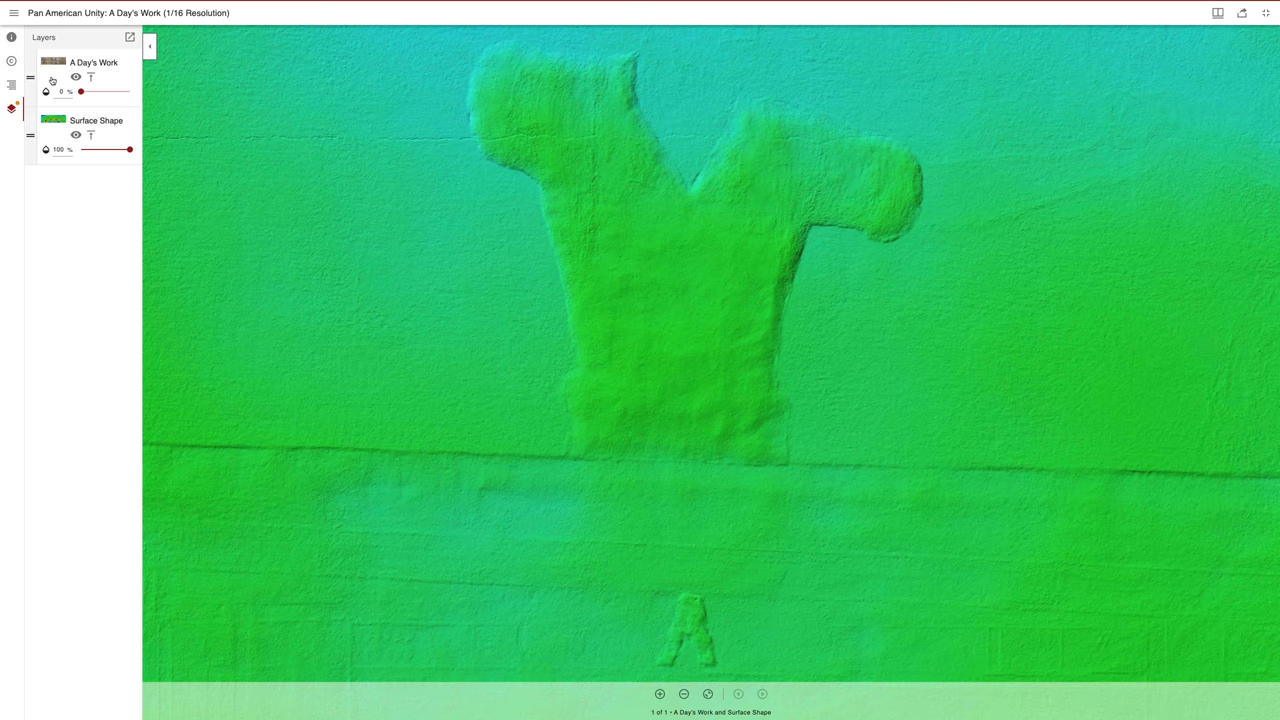 Pan American Unity: A Day's Work (1/16 Resolution)
Layers
A Day's Work
0 %
Surface Shape
100 %
1 of 1 • A Day's Work and Surface Shape